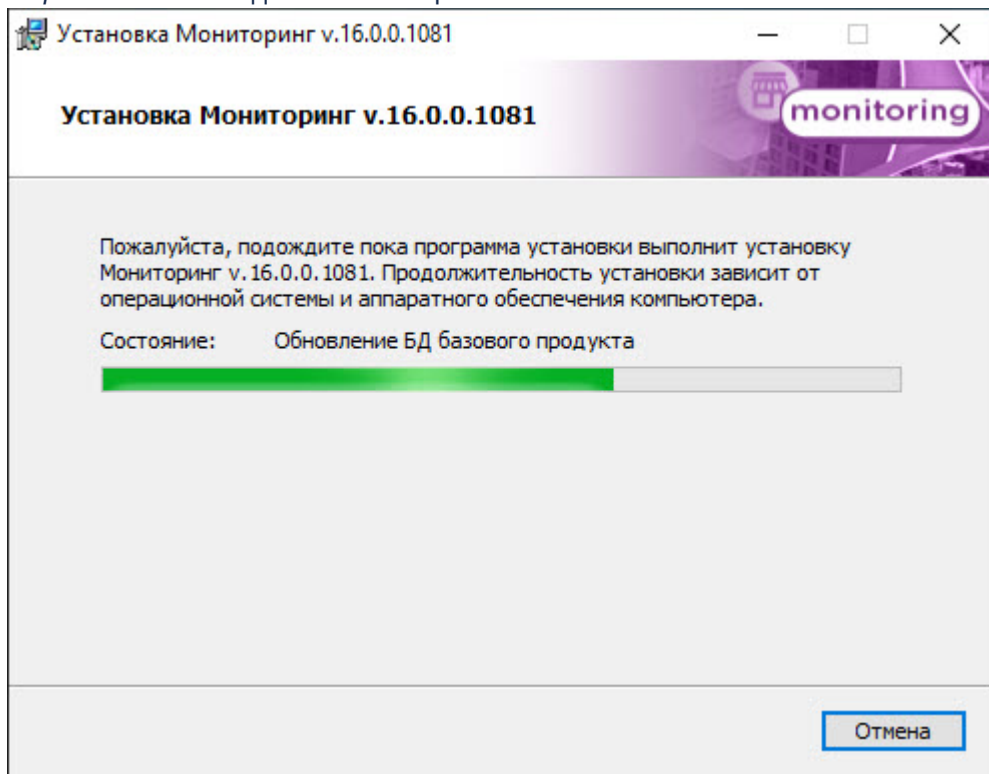 Установка Мониторинг v.16.0.0.1081
Установка Мониторинг v.16.0.0.1081
monitoring
Пожалуйста, подождите пока программа установки выполнит установку
Мониторинг v.16.0.0.1081. Продолжительность установки зависит от
операционной системы и аппаратного обеспечения компьютера.
Состояние: Обновление БД базового продукта
Отмена